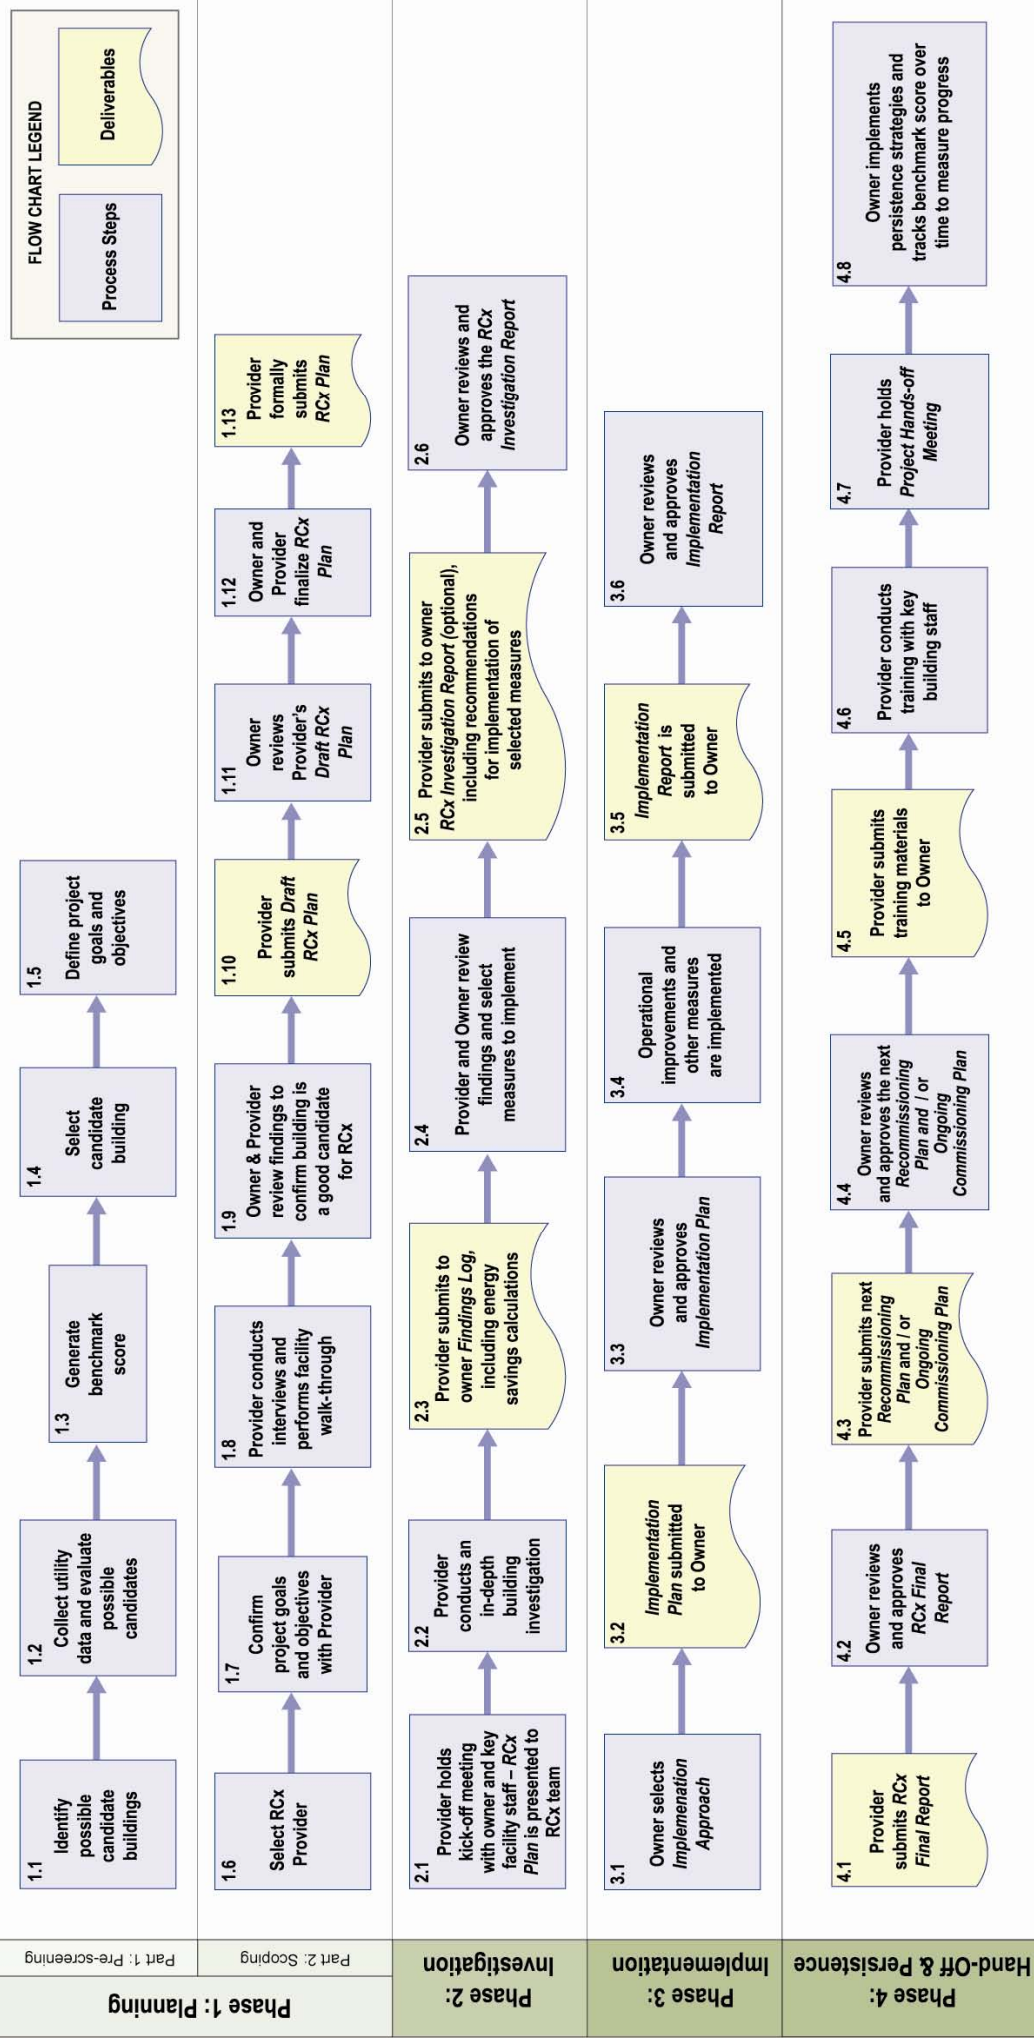 FLOW CHART LEGEND
Process Steps
Deliverables
Phase 1: Planning
Part 1: Pre-screening
1.1
Identify
possible
candidate
buildings
1.2
Collect utility
data and evaluate
possible
candidates
1.3
Generate
benchmark
score
1.4
Select
candidate
building
1.5
Define project
goals and
objectives
Part 2: Scoping
1.6
Select RCx
Provider
1.7
Confirm
project goals
and objectives
with Provider
1.8
Provider conducts
interviews and
performs facility
walk-through
1.9
Owner & Provider
review findings to
confirm building is
a good candidate
for RCx
1.10
Provider
submits Draft
RCx Plan
1.11
Owner
reviews
Provider's
Draft RCx
Plan
1.12
Owner and
Provider
finalize RCx
Plan
1.13
Provider
formally
submits
RCx Plan
Phase 2:
Investigation
2.1
Provider holds
kick-off meeting
with owner and key
facility staff – RCx
Plan is presented to
RCx team
2.2
Provider
conducts an
in-depth
building
investigation
2.3
Provider submits to
owner Findings Log,
including energy
savings calculations
2.4
Provider and Owner review
findings and select
measures to implement
2.5 Provider submits to owner
RCx Investigation Report (optional),
including recommendations
for implementation of
selected measures
2.6
Owner reviews and
approves the RCx
Investigation Report
Phase 3:
Implementation
3.1
Owner selects
Implemenation
Approach
3.2
Implementation
Plan submitted
to Owner
3.3
Owner reviews
and approves
Implementation Plan
3.4
Operational
improvements and
other measures
are implemented
3.5
Implementation
Report is
submitted
to Owner
3.6
Owner reviews
and approves
Implementation
Report
Phase 4:
Hand-Off & Persistence
4.1
Provider
submits RCx
Final Report
4.2
Owner reviews
and approves
RCx Final
Report
4.3
Provider submits next
Recommissioning
Plan and / or
Ongoing
Commissioning Plan
4.4
Owner reviews
and approves the next
Recommissioning
Plan and / or
Ongoing
Commissioning Plan
4.5
Provider submits
training materials
to Owner
4.6
Provider conducts
training with key
building staff
4.7
Provider holds
Project Hands-off
Meeting
4.8
Owner implements
persistence strategies and
tracks benchmark score over
time to measure progress